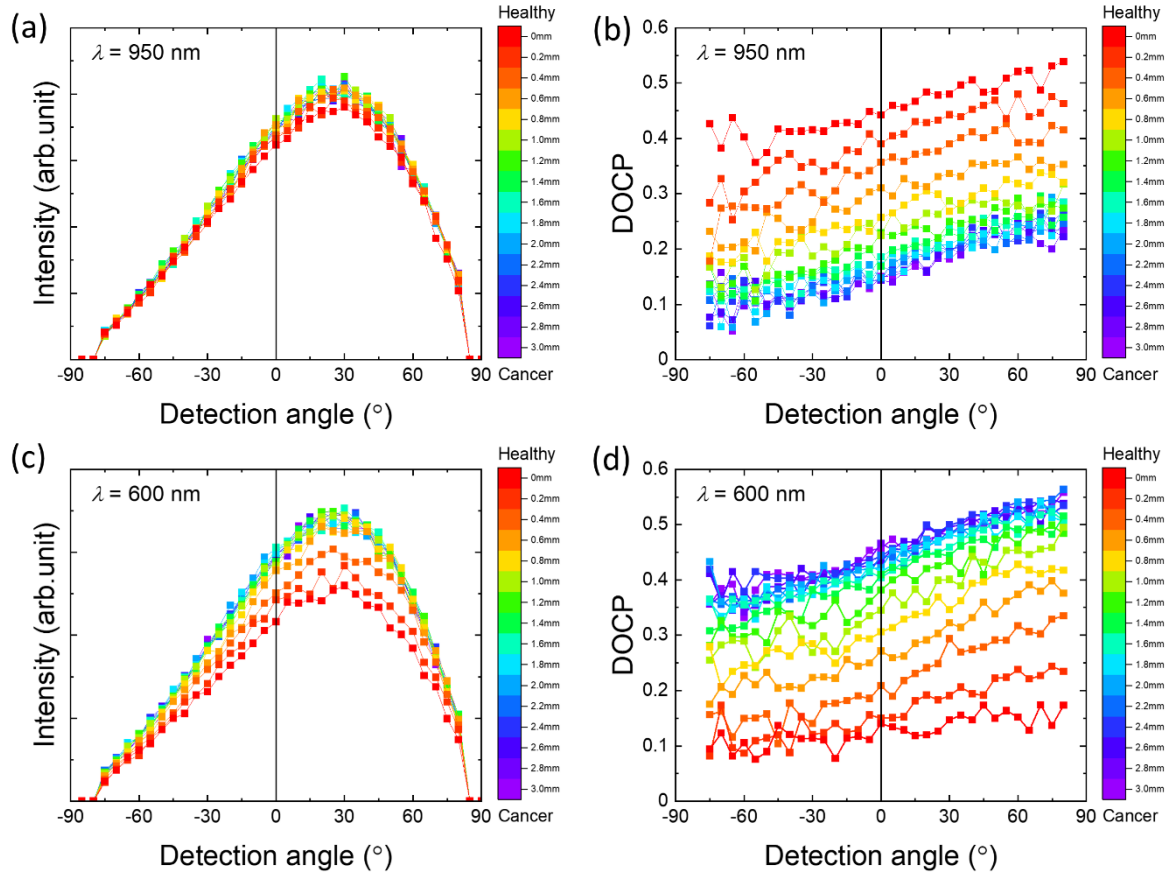 (a)
λ = 950 nm
Intensity (arb.unit)
-90 -60 -30 0 30 60 90
Detection angle (°)
Healthy
0mm
0.2mm
0.4mm
0.6mm
0.8mm
1.0mm
1.2mm
1.4mm
1.6mm
1.8mm
2.0mm
2.2mm
2.4mm
2.6mm
2.8mm
3.0mm
Cancer
(b)
λ = 950 nm
DOCP
0.6
0.5
0.4
0.3
0.2
0.1
0
-90 -60 -30 0 30 60 90
Detection angle (°)
Healthy
0mm
0.2mm
0.4mm
0.6mm
0.8mm
1.0mm
1.2mm
1.4mm
1.6mm
1.8mm
2.0mm
2.2mm
2.4mm
2.6mm
2.8mm
3.0mm
Cancer
(c)
λ = 600 nm
Intensity (arb.unit)
-90 -60 -30 0 30 60 90
Detection angle (°)
Healthy
0mm
0.2mm
0.4mm
0.6mm
0.8mm
1.0mm
1.2mm
1.4mm
1.6mm
1.8mm
2.0mm
2.2mm
2.4mm
2.6mm
2.8mm
3.0mm
Cancer
(d)
λ = 600 nm
DOCP
0.6
0.5
0.4
0.3
0.2
0.1
0
-90 -60 -30 0 30 60 90
Detection angle (°)
Healthy
0mm
0.2mm
0.4mm
0.6mm
0.8mm
1.0mm
1.2mm
1.4mm
1.6mm
1.8mm
2.0mm
2.2mm
2.4mm
2.6mm
2.8mm
3.0mm
Cancer